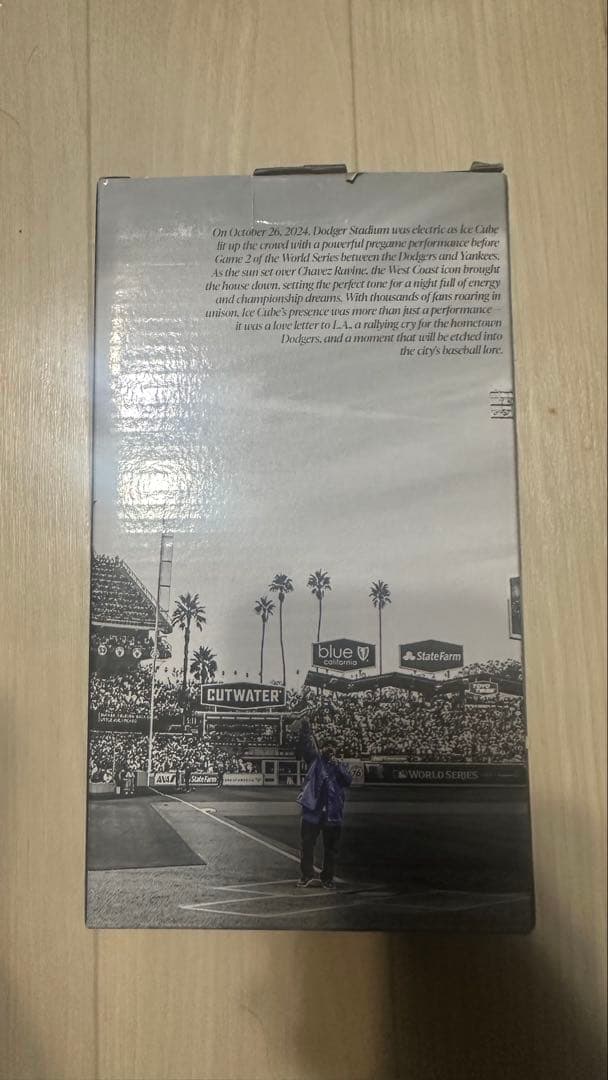 On October 26, 2024, Dodger Stadium was electric as Ice Cube
lit up the crowd with a powerful pregame performance before
Game 2 of the World Series between the Dodgers and Yankees.
As the sun set over Chavez Ravine, the West Coast icon brought
the house down, setting the perfect tone for a night full of energy
and championship dreams. With thousands of fans roaring in
unison, Ice Cube's presence was more than just a performance—
it was a love letter to L.A., a rallying cry for the hometown
Dodgers, and a moment that will be etched into
the city's baseball lore.
blue
california
StateFarm
CUTWATER
ANA
StateFarm
76
WORLD SERIES